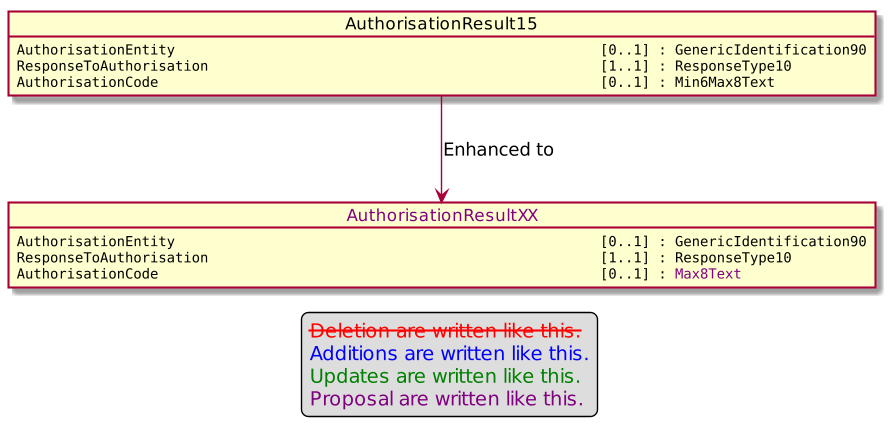 AuthorisationResult15
AuthorisationEntity [0..1] : GenericIdentification90
ResponseToAuthorisation [1..1] : ResponseType10
AuthorisationCode [0..1] : Min6Max8Text
Enhanced to
AuthorisationResultXX
AuthorisationEntity [0..1] : GenericIdentification90
ResponseToAuthorisation [1..1] : ResponseType10
AuthorisationCode [0..1] : Max8Text
Deletion are written like this.
Additions are written like this.
Updates are written like this.
Proposal are written like this.